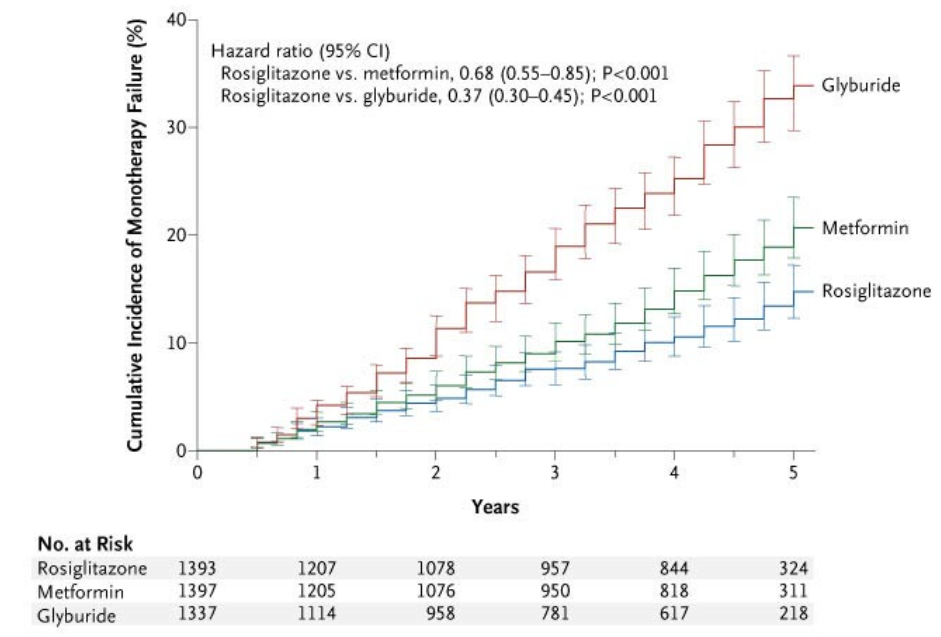 40
Cumulative Incidence of Monotherapy Failure (%)
Hazard ratio (95% CI)
Rosiglitazone vs. metformin, 0.68 (0.55–0.85); P<0.001
Rosiglitazone vs. glyburide, 0.37 (0.30–0.45); P<0.001
Glyburide
30
20
Metformin
Rosiglitazone
10
0
0 1 2 3 4 5
Years
No. at Risk
Rosiglitazone 1393 1207 1078 957 844 324
Metformin 1397 1205 1076 950 818 311
Glyburide 1337 1114 958 781 617 218